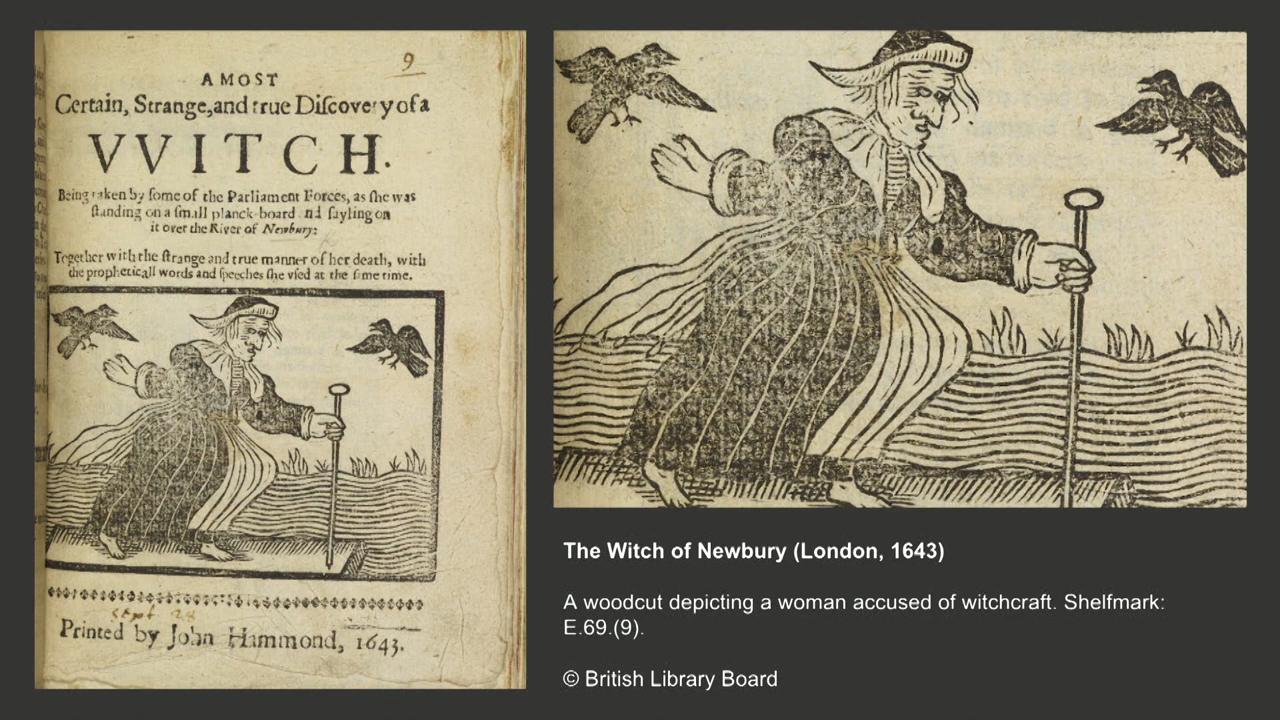 9
A MOST
Certain, Strange, and true Discovery of a
VVITCH.
Being taken by some of the Parliament Forces, as she was
standing on a small planck-board and sayling on
it over the River of Newbury:
Together with the strange and true manner of her death, with
the propheticall words and speeches she vsed at the same time.
Sept 28
Printed by John Hammond, 1643.
The Witch of Newbury (London, 1643)
A woodcut depicting a woman accused of witchcraft. Shelfmark:
E.69.(9).
© British Library Board